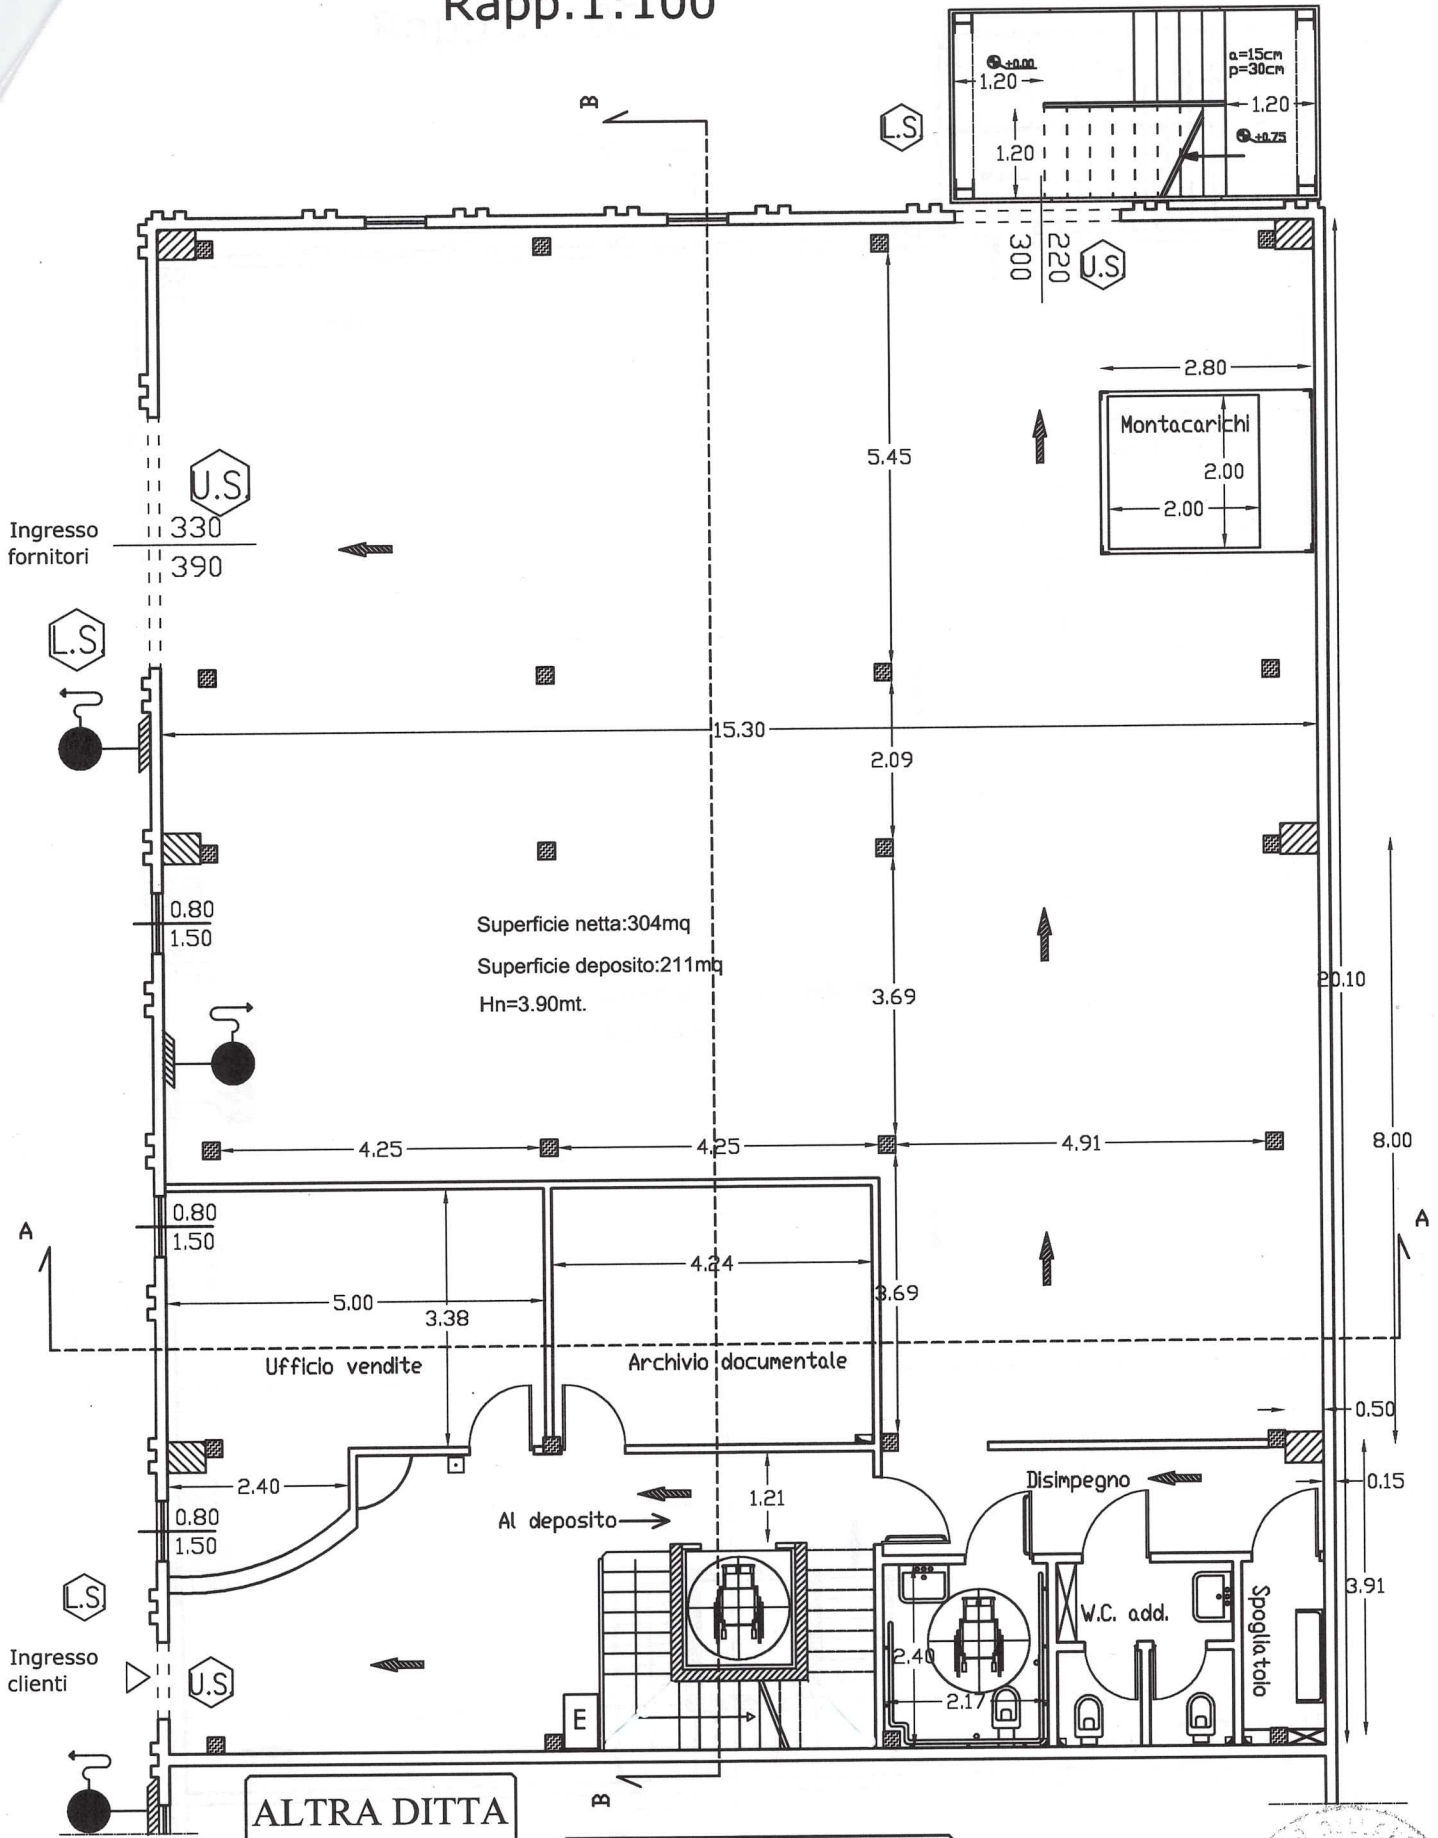 Rapp.1:100
+0.00
1.20
a=15cm
p=30cm
1.20
+0.75
1.20
B
L.S.
300
220
U.S.
2.80
Montacarichi
2.00
2.00
5.45
U.S.
Ingresso
fornitori
330
390
L.S.
15.30
2.09
0.80
1.50
Superficie netta:304mq
Superficie deposito:211mq
Hn=3.90mt.
3.69
20.10
8.00
4.25
4.25
4.91
A
A
0.80
1.50
4.24
5.00
3.38
3.69
Ufficio vendite
Archivio documentale
0.50
2.40
1.21
Disimpegno
0.15
Al deposito
0.80
1.50
3.91
L.S.
W.C. add.
Spogliatoio
2.40
2.17
Ingresso
clienti
U.S.
E
B
ALTRA DITTA